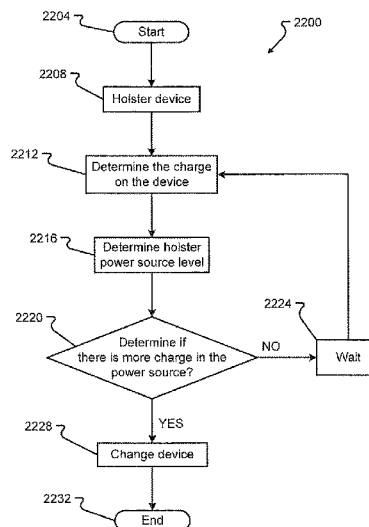 2204
Start
2200
2208
Holster device
2212
Determine the charge
on the device
2216
Determine holster
power source level
2220
Determine if
there is more charge in the
power source?
NO
2224
Wait
YES
2228
Change device
2232
End